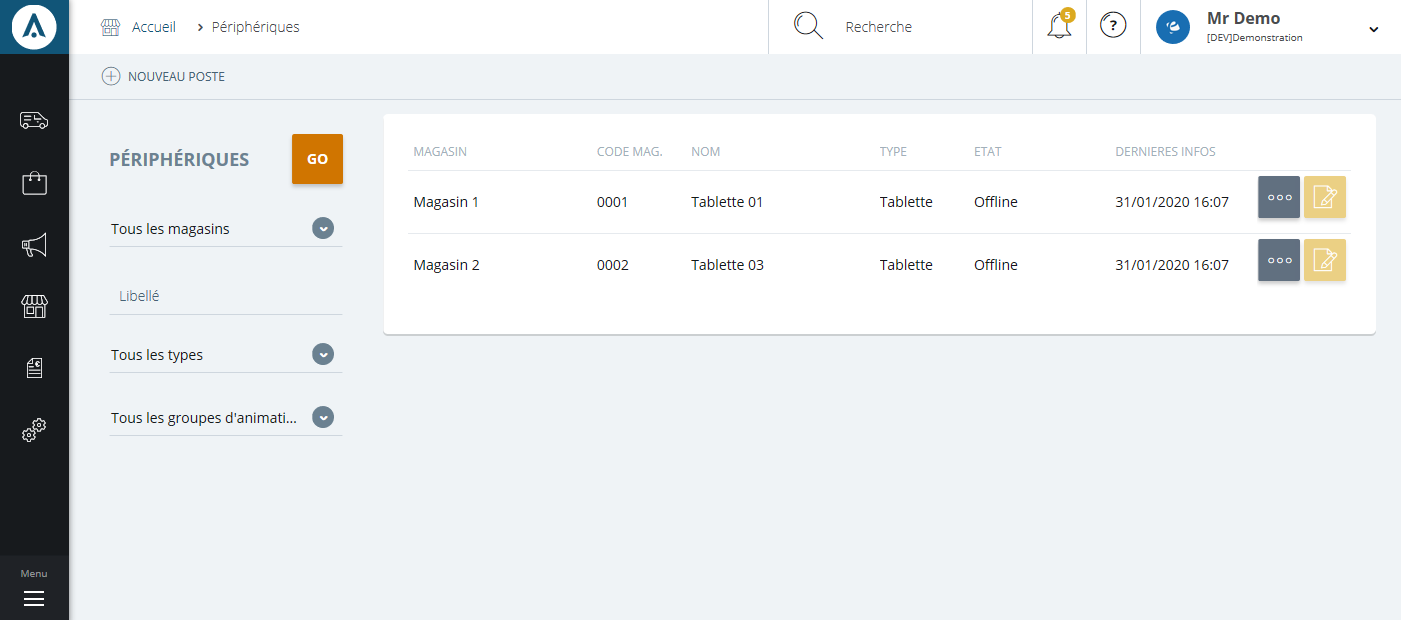 Accueil > Périphériques
Recherche
5
?
Mr Demo
[DEV]Demonstration
NOUVEAU POSTE
PÉRIPHÉRIQUES
GO
Tous les magasins
Libellé
Tous les types
Tous les groupes d'animati...
MAGASIN CODE MAG. NOM TYPE ETAT DERNIERES INFOS
Magasin 1 0001 Tablette 01 Tablette Offline 31/01/2020 16:07
Magasin 2 0002 Tablette 03 Tablette Offline 31/01/2020 16:07
Menu